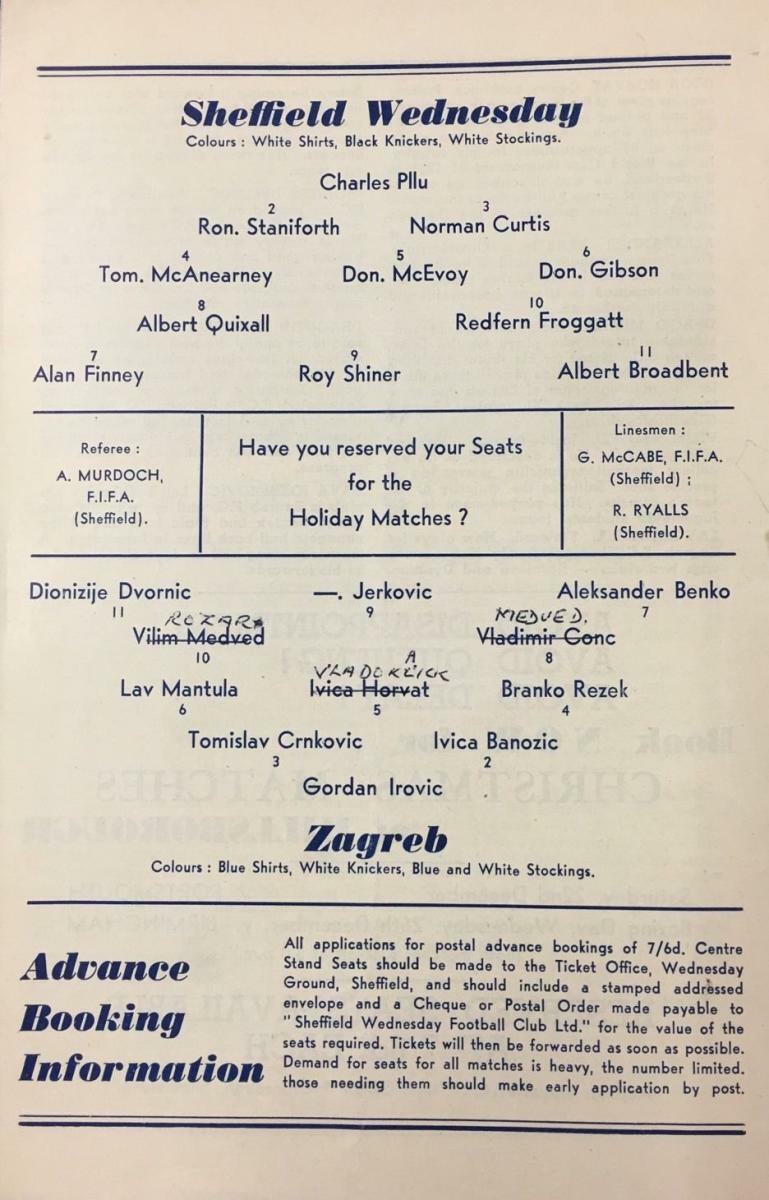 Sheffield Wednesday
Colours : White Shirts, Black Knickers, White Stockings.
Charles Pllu
2 3
Ron. Staniforth Norman Curtis
4 5 6
Tom. McAnearney Don. McEvoy Don. Gibson
8 10
Albert Quixall Redfern Froggatt
7 9 11
Alan Finney Roy Shiner Albert Broadbent
Referee :
A. MURDOCH,
F.I.F.A.
(Sheffield).
Have you reserved your Seats
for the
Holiday Matches ?
Linesmen :
G. McCABE, F.I.F.A.
(Sheffield) ;
R. RYALLS
(Sheffield).
Dionizije Dvornic —. Jerkovic Aleksander Benko
11 9 7
MEDVED.
Vilim Medved Vladimir Conc
10 8
Lav Mantula Ivica Horvat Branko Rezek
6 5 4
Tomislav Crnkovic Ivica Banozic
3 2
Gordan Irovic
Zagreb
Colours : Blue Shirts, White Knickers, Blue and White Stockings.
Advance
Booking
Information
All applications for postal advance bookings of 7/6d. Centre
Stand Seats should be made to the Ticket Office, Wednesday
Ground, Sheffield, and should include a stamped addressed
envelope and a Cheque or Postal Order made payable to
"Sheffield Wednesday Football Club Ltd." for the value of the
seats required. Tickets will then be forwarded as soon as possible.
Demand for seats for all matches is heavy, the number limited.
those needing them should make early application by post.